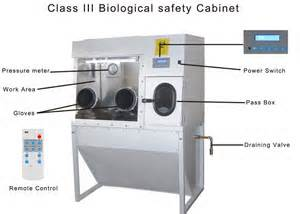 Class III Biological safety Cabinet
Pressure meter
Power Switch
Work Area
Pass Box
Gloves
Draining Valve
Remote Control